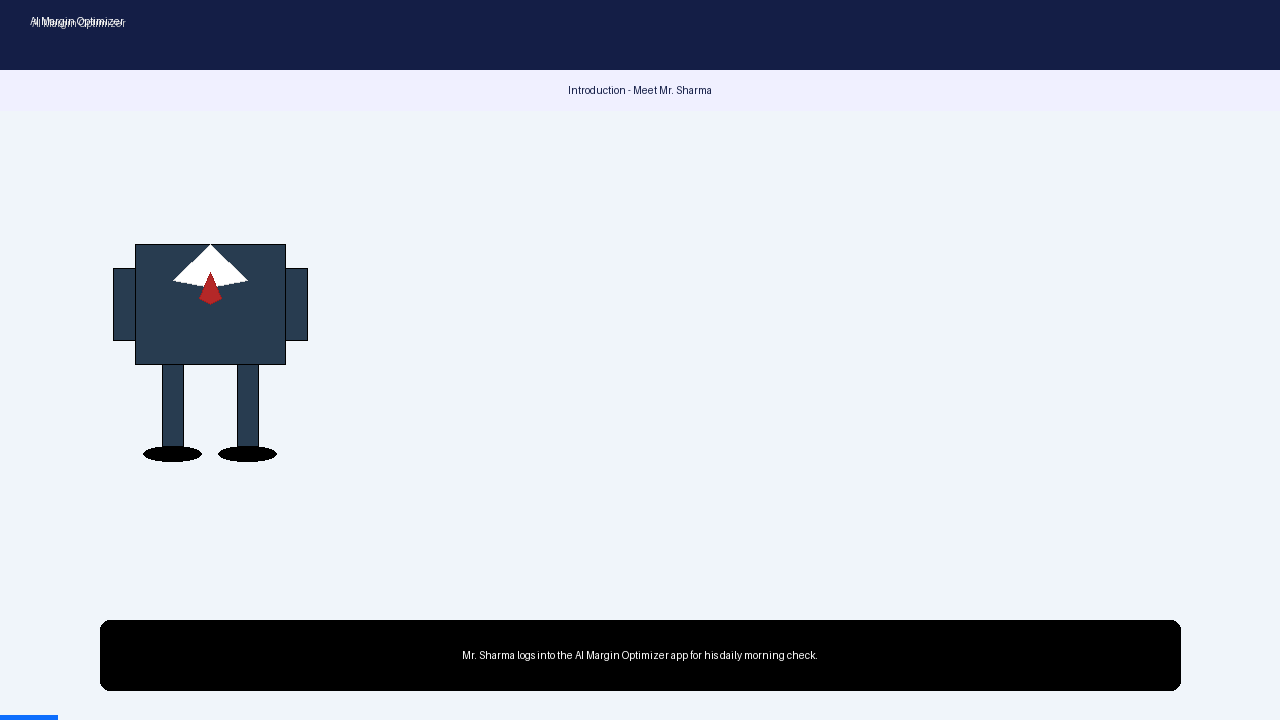 AI Margin Optimizer
Introduction - Meet Mr. Sharma
Mr. Sharma logs into the AI Margin Optimizer app for his daily morning check.